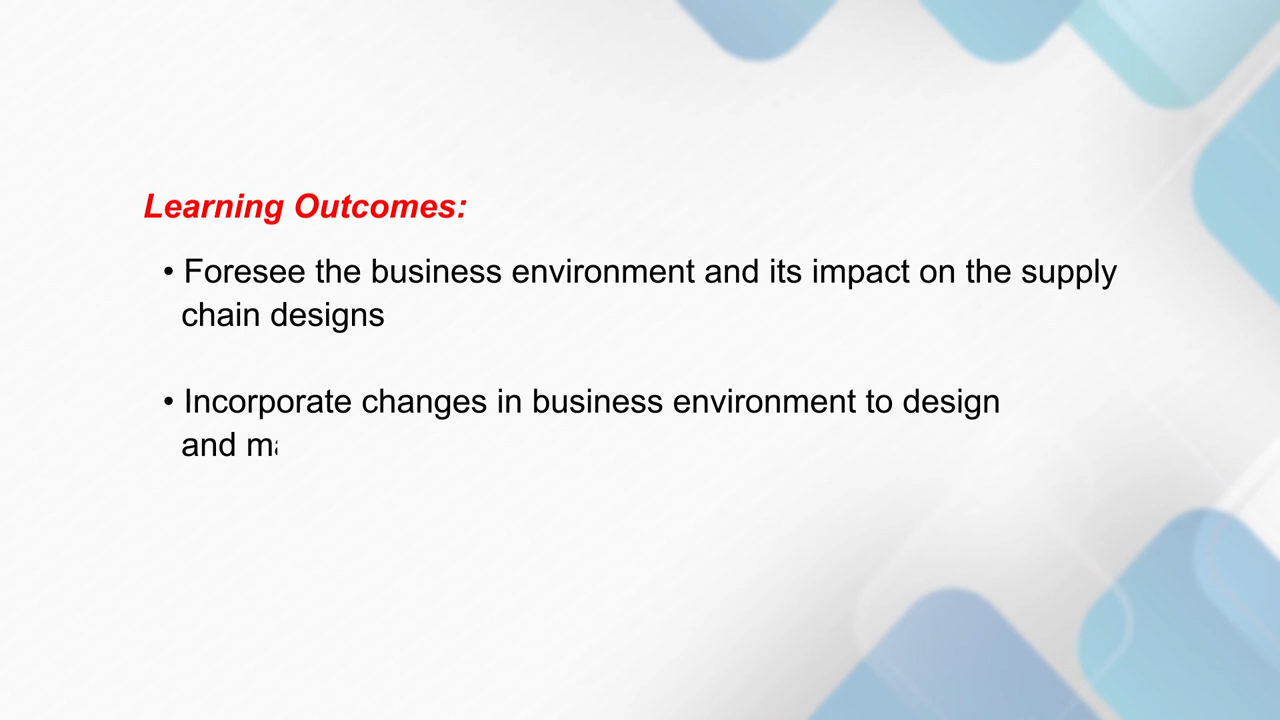 Learning Outcomes:
• Foresee the business environment and its impact on the supply
chain designs
• Incorporate changes in business environment to design
and